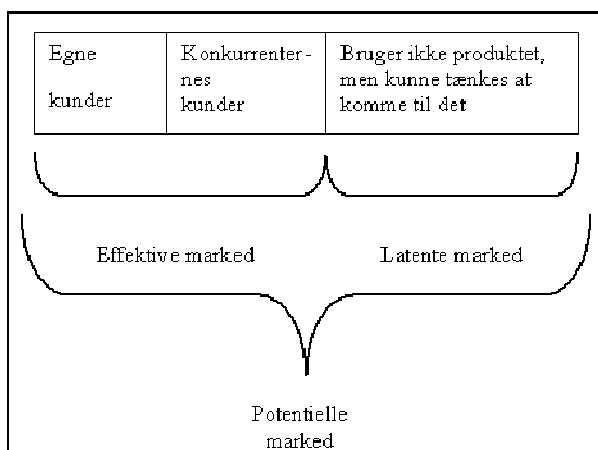 Egne
kunder
Konkurrenter-
nes
kunder
Bruger ikke produktet,
men kunne tænkes at
komme til det
Effektive marked
Latente marked
Potentielle
marked